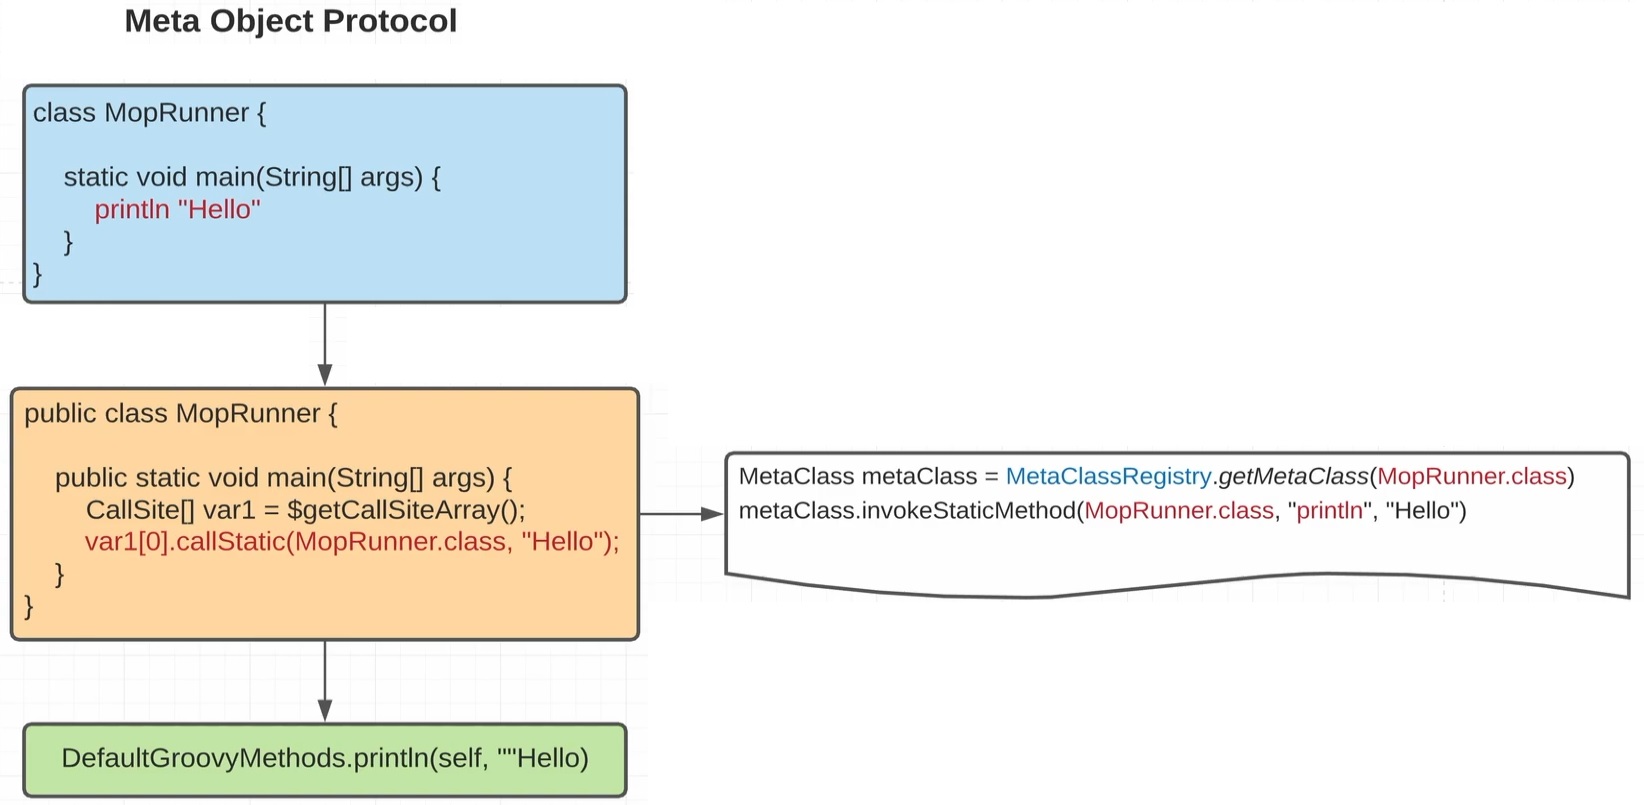 Meta Object Protocol
class MopRunner {
static void main(String[] args) {
println "Hello"
}
}
public class MopRunner {
public static void main(String[] args) {
CallSite[] var1 = $getCallSiteArray();
var1[0].callStatic(MopRunner.class, "Hello");
}
}
MetaClass metaClass = MetaClassRegistry.getMetaClass(MopRunner.class)
metaClass.invokeStaticMethod(MopRunner.class, "println", "Hello")
DefaultGroovyMethods.println(self, ""Hello)